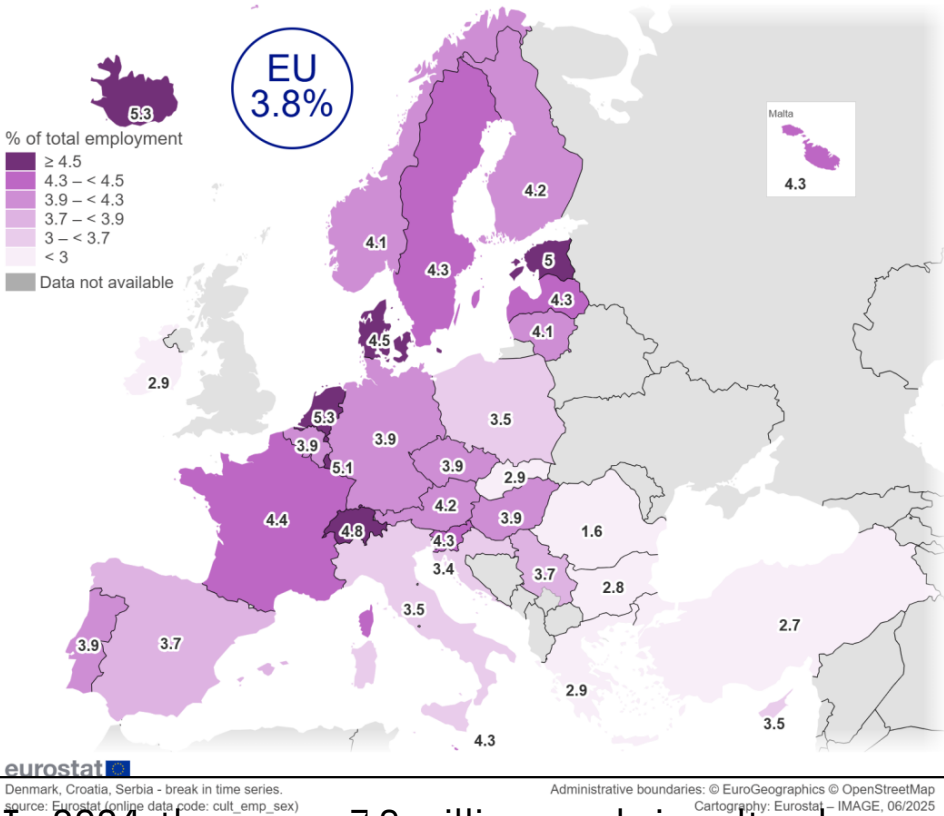 EU
3.8%
5.3
% of total employment
≥ 4.5
4.3 – < 4.5
3.9 – < 4.3
3.7 – < 3.9
3 – < 3.7
< 3
Data not available
Malta
4.3
4.2
4.1
4.3
5
4.3
4.1
4.5
2.9
5.3
3.9
3.9
3.5
5.1
3.9
2.9
4.4
4.8
4.2
3.9
1.6
4.3
3.4
3.7
2.8
3.5
3.9
3.7
2.7
2.9
3.5
4.3
eurostat
Denmark, Croatia, Serbia - break in time series.
source: Eurostat (online data code: cult_emp_sex)
Administrative boundaries: © EuroGeographics © OpenStreetMap
Cartography: Eurostat – IMAGE, 06/2025